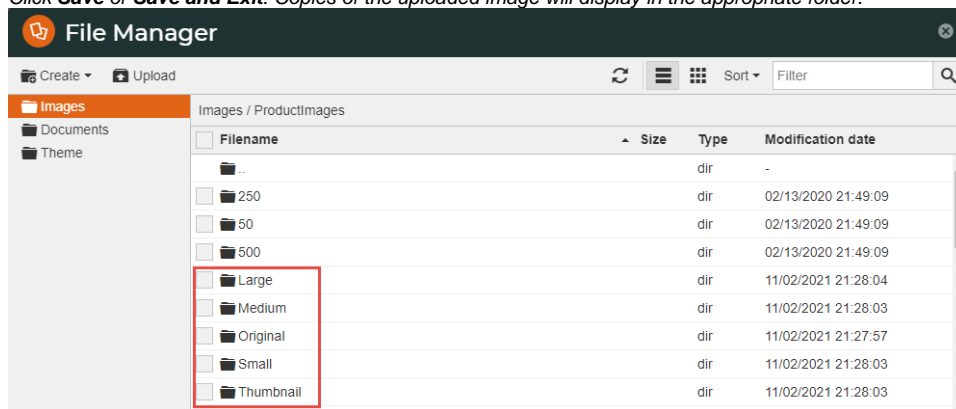 Click Save or Save and Exit. Copies of the uploaded image will display in the appropriate folder.
File Manager
Create Upload Sort Filter
Images Images / ProductImages
Documents Filename Size Type Modification date
Theme
.. dir -
250 dir 02/13/2020 21:49:09
50 dir 02/13/2020 21:49:09
500 dir 02/13/2020 21:49:09
Large dir 11/02/2021 21:28:04
Medium dir 11/02/2021 21:28:03
Original dir 11/02/2021 21:27:57
Small dir 11/02/2021 21:28:03
Thumbnail dir 11/02/2021 21:28:03